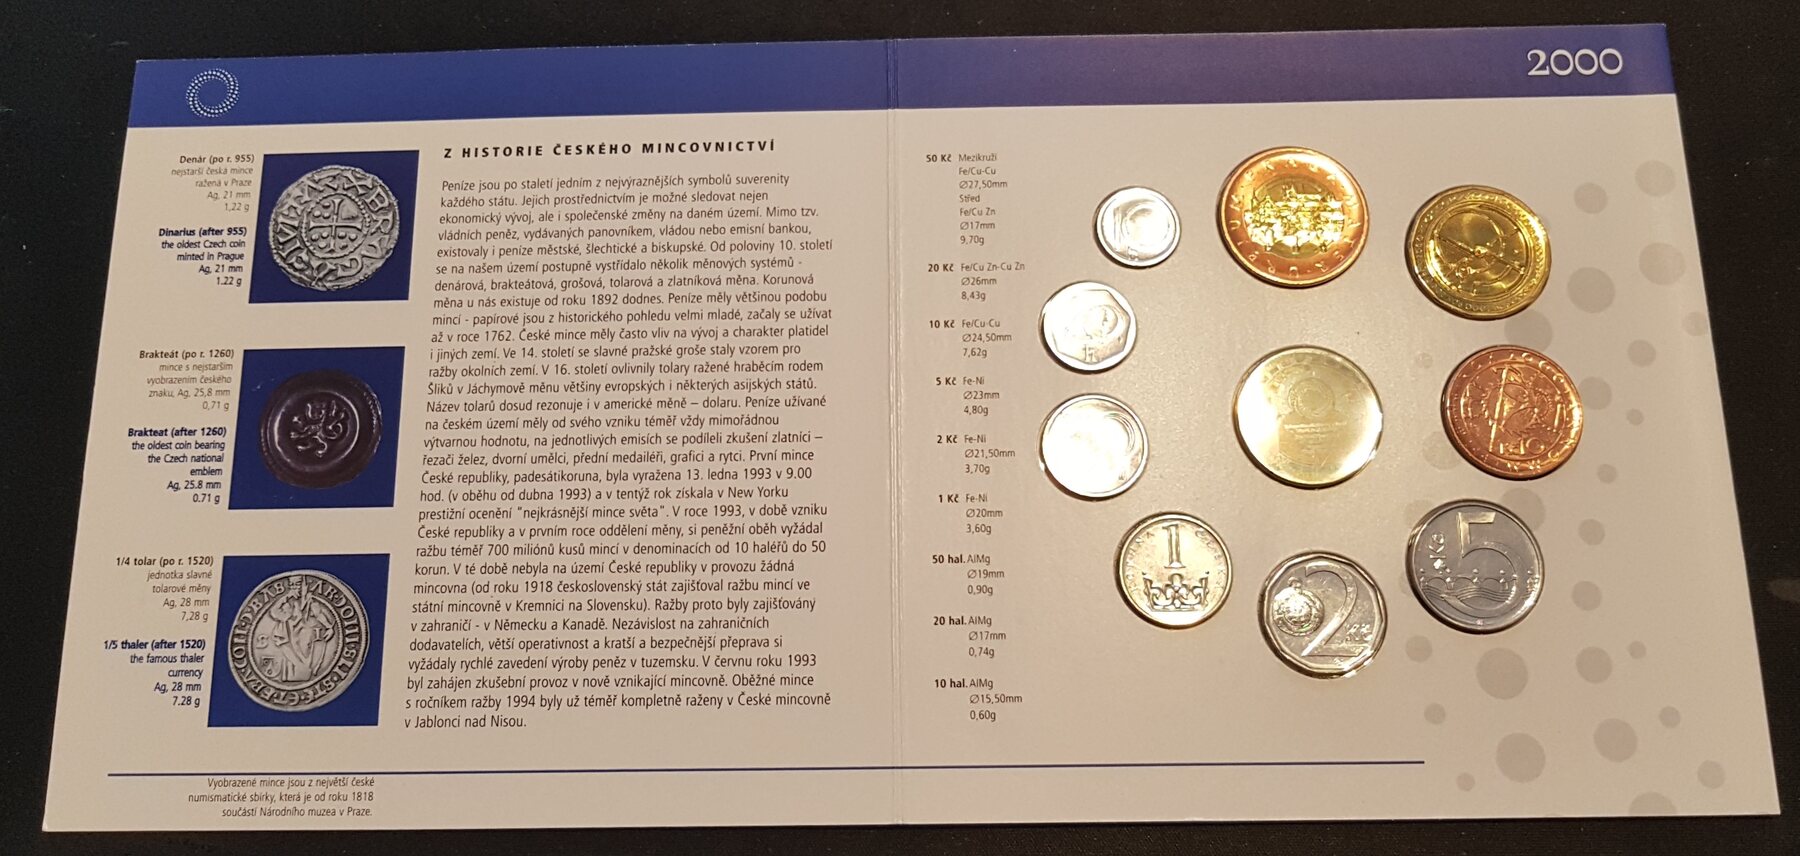 2000
Denár (po r. 955)
nejstarší česká mince
ražená v Praze
Ag, 21 mm
1,22 g
Dinarius (after 955)
the oldest Czech coin
minted in Prague
Ag, 21 mm
1.22 g
Brakteát (po r. 1260)
mince s nejstarším
vyobrazením českého
znaku, Ag, 25,8 mm
0,71 g
Brakteat (after 1260)
the oldest coin bearing
the Czech national
emblem
Ag, 25.8 mm
0.71 g
1/4 tolar (po r. 1520)
jednotka slavné
tolarové měny
Ag, 28 mm
7,28 g
1/5 thaler (after 1520)
the famous thaler
currency
Ag, 28 mm
7.28 g
Z HISTORIE ČESKÉHO MINCOVNICTVÍ
Peníze jsou po staletí jedním z nejvýraznějších symbolů suverenity
každého státu. Jejich prostřednictvím je možné sledovat nejen
ekonomický vývoj, ale i společenské změny na daném území. Mimo tzv.
vládních peněz, vydávaných panovníkem, vládou nebo emisní bankou,
existovaly i peníze městské, šlechtické a biskupské. Od poloviny 10. století
se na našem území postupně vystřídalo několik měnových systémů -
denárová, brakteátová, grošová, tolarová a zlatníková měna. Korunová
měna u nás existuje od roku 1892 dodnes. Peníze měly většinou podobu
mincí - papírové jsou z historického pohledu velmi mladé, začaly se užívat
až v roce 1762. České mince měly často vliv na vývoj a charakter platidel
i jiných zemí. Ve 14. století se slavné pražské groše staly vzorem pro
ražby okolních zemí. V 16. století ovlivnily tolary ražené hraběcím rodem
Šliků v Jáchymově měnu většiny evropských i některých asijských států.
Název tolarů dosud rezonuje i v americké měně – dolaru. Peníze užívané
na českém území měly od svého vzniku téměř vždy mimořádnou
výtvarnou hodnotu, na jednotlivých emisích se podíleli zkušení zlatníci –
řezači želez, dvorní umělci, přední medailéři, grafici a rytci. První mince
České republiky, padesátikoruna, byla vyražena 13. ledna 1993 v 9.00
hod. (v oběhu od dubna 1993) a v tentýž rok získala v New Yorku
prestižní ocenění "nejkrásnější mince světa". V roce 1993, v době vzniku
České republiky a v prvním roce oddělení měny, si peněžní oběh vyžádal
ražbu téměř 700 miliónů kusů mincí v denominacích od 10 haléřů do 50
korun. V té době nebyla na území České republiky v provozu žádná
mincovna (od roku 1918 československý stát zajišťoval ražbu mincí ve
státní mincovně v Kremnici na Slovensku). Ražby proto byly zajišťovány
v zahraničí - v Německu a Kanadě. Nezávislost na zahraničních
dodavatelích, větší operativnost a kratší a bezpečnější přeprava si
vyžádaly rychlé zavedení výroby peněz v tuzemsku. V červnu roku 1993
byl zahájen zkušební provoz v nově vznikající mincovně. Oběžné mince
s ročníkem ražby 1994 byly už téměř kompletně raženy v České mincovně
v Jablonci nad Nisou.
Vyobrazené mince jsou z největší české
numismatické sbírky, která je od roku 1818
součástí Národního muzea v Praze.
50 Kč Mezikruží
Fe/Cu-Cu
Ø27,50mm
Střed
Fe/Cu Zn
Ø17mm
9,70g
20 Kč Fe/Cu Zn-Cu Zn
Ø26mm
8,43g
10 Kč Fe/Cu-Cu
Ø24,50mm
7,62g
5 Kč Fe-Ni
Ø23mm
4,80g
2 Kč Fe-Ni
Ø21,50mm
3,70g
1 Kč Fe-Ni
Ø20mm
3,60g
50 hal. AlMg
Ø19mm
0,90g
20 hal. AlMg
Ø17mm
0,74g
10 hal. AlMg
Ø15,50mm
0,60g
10
Kč 10
1
2 Kč
Kč 5